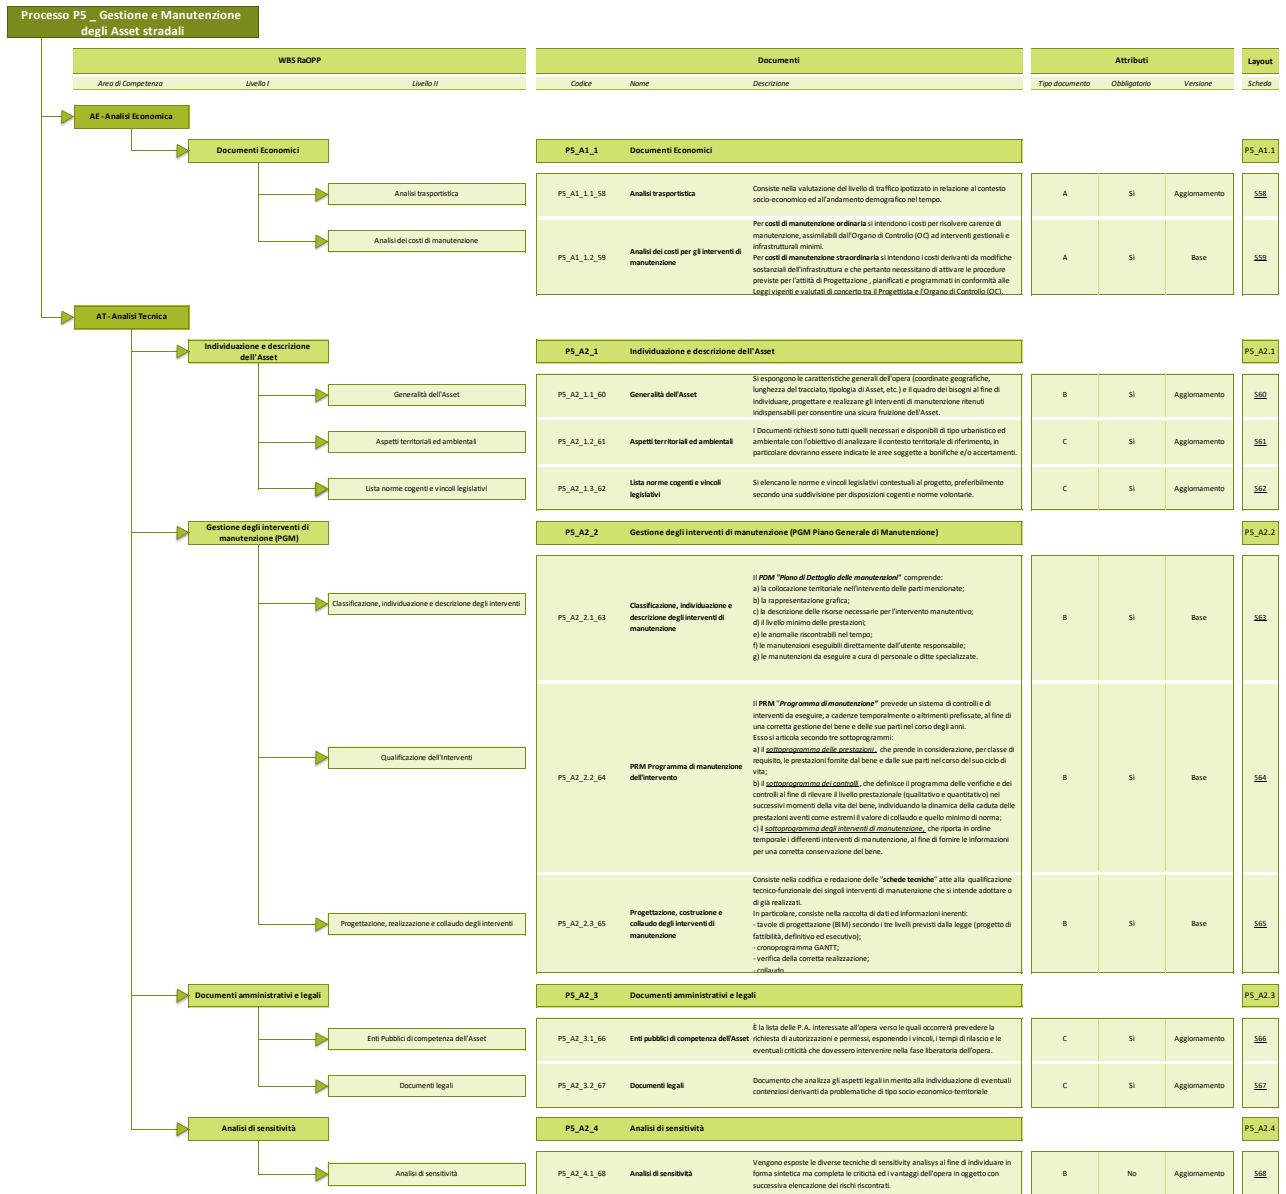 Processo P5 _ Gestione e Manutenzione
degli Asset stradali
WBS RaOPP
Documenti
Attributi
Layout
Area di Competenza
Livello I
Livello II
Codice
Nome
Descrizione
Tipo documento
Obbligatorio
Versione
Scheda
AE - Analisi Economica
Documenti Economici
P5_A1_1
Documenti Economici
P5_A1.1
Analisi trasportistica
P5_A1_1.1_58
Analisi trasportistica
Consiste nella valutazione del livello di traffico ipotizzato in relazione al contesto
socio-economico ed all'andamento demografico nel tempo.
A
Sì
Aggiornamento
S58
Analisi dei costi di manutenzione
P5_A1_1.2_59
Analisi dei costi per gli interventi di
manutenzione
Per costi di manutenzione ordinaria si intendono i costi per risolvere carenze di
manutenzione, assimilabili dall'Organo di Controllo (OC) ad interventi gestionali e
infrastrutturali minimi.
Per costi di manutenzione straordinaria si intendono i costi derivanti da modifiche
sostanziali dell'infrastruttura e che pertanto necessitano di attivare le procedure
previste per l'attiità di Progettazione , pianificati e programmati in conformità alle
Leggi vigenti e valutati di concerto tra il Progettista e l'Organo di Controllo (OC).
A
Sì
Base
S59
AT - Analisi Tecnica
Individuazione e descrizione
dell'Asset
P5_A2_1
Individuazione e descrizione dell'Asset
P5_A2.1
Generalità dell'Asset
P5_A2_1.1_60
Generalità dell'Asset
Si espongono le caratteristiche generali dell'opera (coordinate geografiche,
lunghezza del tracciato, tipologia di Asset, etc.) e il quadro dei bisogni al fine di
individuare, progettare e realizzare gli interventi di manutenzione ritenuti
indispensabili per consentire una sicura fruizione dell'Asset.
B
Sì
Aggiornamento
S60
Aspetti territoriali ed ambientali
P5_A2_1.2_61
Aspetti territoriali ed ambientali
I Documenti richiesti sono tutti quelli necessari e disponibili di tipo urbanistico ed
ambientale con l'obiettivo di analizzare il contesto territoriale di riferimento, in
particolare dovranno essere indicate le aree soggette a bonifiche e/o accertamenti.
C
Sì
Aggiornamento
S61
Lista norme cogenti e vincoli legislativi
P5_A2_1.3_62
Lista norme cogenti e vincoli
legislativi
Si elencano le norme e vincoli legislativi contestuali al progetto, preferibilmente
secondo una suddivisione per disposizioni cogenti e norme volontarie.
C
Sì
Aggiornamento
S62
Gestione degli interventi di
manutenzione (PGM)
P5_A2_2
Gestione degli interventi di manutenzione (PGM Piano Generale di Manutenzione)
P5_A2.2
Classificazione, individuazione e descrizione degli interventi
P5_A2_2.1_63
Classificazione, individuazione e
descrizione degli interventi di
manutenzione
Il PDM "Piano di Dettaglio delle manutenzioni" comprende:
a) la collocazione territoriale nell'intervento delle parti menzionate;
b) la rappresentazione grafica;
c) la descrizione delle risorse necessarie per l'intervento manutentivo;
d) il livello minimo delle prestazioni;
e) le anomalie riscontrabili nel tempo;
f) le manutenzioni eseguibili direttamente dall'utente responsabile;
g) le manutenzioni da eseguire a cura di personale o ditte specializzate.
B
Sì
Base
S63
Qualificazione dell'Interventi
P5_A2_2.2_64
PRM Programma di manutenzione
dell'intervento
Il PRM "Programma di manutenzione" prevede un sistema di controlli e di
interventi da eseguire, a cadenze temporalmente o altrimenti prefissate, al fine di
una corretta gestione del bene e delle sue parti nel corso degli anni.
Esso si articola secondo tre sottoprogrammi:
a) il sottoprogramma delle prestazioni , che prende in considerazione, per classe di
requisito, le prestazioni fornite dal bene e dalle sue parti nel corso del suo ciclo di
vita;
b) il sottoprogramma dei controlli , che definisce il programma delle verifiche e dei
controlli al fine di rilevare il livello prestazionale (qualitativo e quantitativo) nei
successivi momenti della vita del bene, individuando la dinamica della caduta delle
prestazioni aventi come estremi il valore di collaudo e quello minimo di norma;
c) il sottoprogramma degli interventi di manutenzione, che riporta in ordine
temporale i differenti interventi di manutenzione, al fine di fornire le informazioni
per una corretta conservazione del bene.
B
Sì
Base
S64
Progettazione, realizzazione e collaudo degli interventi
P5_A2_2.3_65
Progettazione, costruzione e
collaudo degli interventi di
manutenzione
Consiste nella codifica e redazione delle "schede tecniche" atte alla qualificazione
tecnico-funzionale dei singoli interventi di manutenzione che si intende adottare o
di già realizzati.
In particolare, consiste nella raccolta di dati ed informazioni inerenti:
- tavole di progettazione (BIM) secondo i tre livelli previsti dalla legge (progetto di
fattibilità, definitivo ed esecutivo);
- cronoprogramma GANTT;
- verifica della corretta realizzazione;
- collaudo
B
Sì
Base
S65
Documenti amministrativi e legali
P5_A2_3
Documenti amministrativi e legali
P5_A2.3
Enti Pubblici di competenza dell'Asset
P5_A2_3.1_66
Enti pubblici di competenza dell'Asset
È la lista delle P.A. interessate all'opera verso le quali occorrerà prevedere la
richiesta di autorizzazioni e permessi, esponendo i vincoli, i tempi di rilascio e le
eventuali criticità che dovessero intervenire nella fase liberatoria dell'opera.
C
Sì
Aggiornamento
S66
Documenti legali
P5_A2_3.2_67
Documenti legali
Documento che analizza gli aspetti legali in merito alla individuazione di eventuali
contenziosi derivanti da problematiche di tipo socio-economico-territoriale
C
Sì
Aggiornamento
S67
Analisi di sensitività
P5_A2_4
Analisi di sensitività
P5_A2.4
Analisi di sensitività
P5_A2_4.1_68
Analisi di sensitività
Vengono esposte le diverse tecniche di sensitivity analisys al fine di individuare in
forma sintetica ma completa le criticità ed i vantaggi dell'opera in oggetto con
successiva elencazione dei rischi riscontrati.
B
No
Aggiornamento
S68